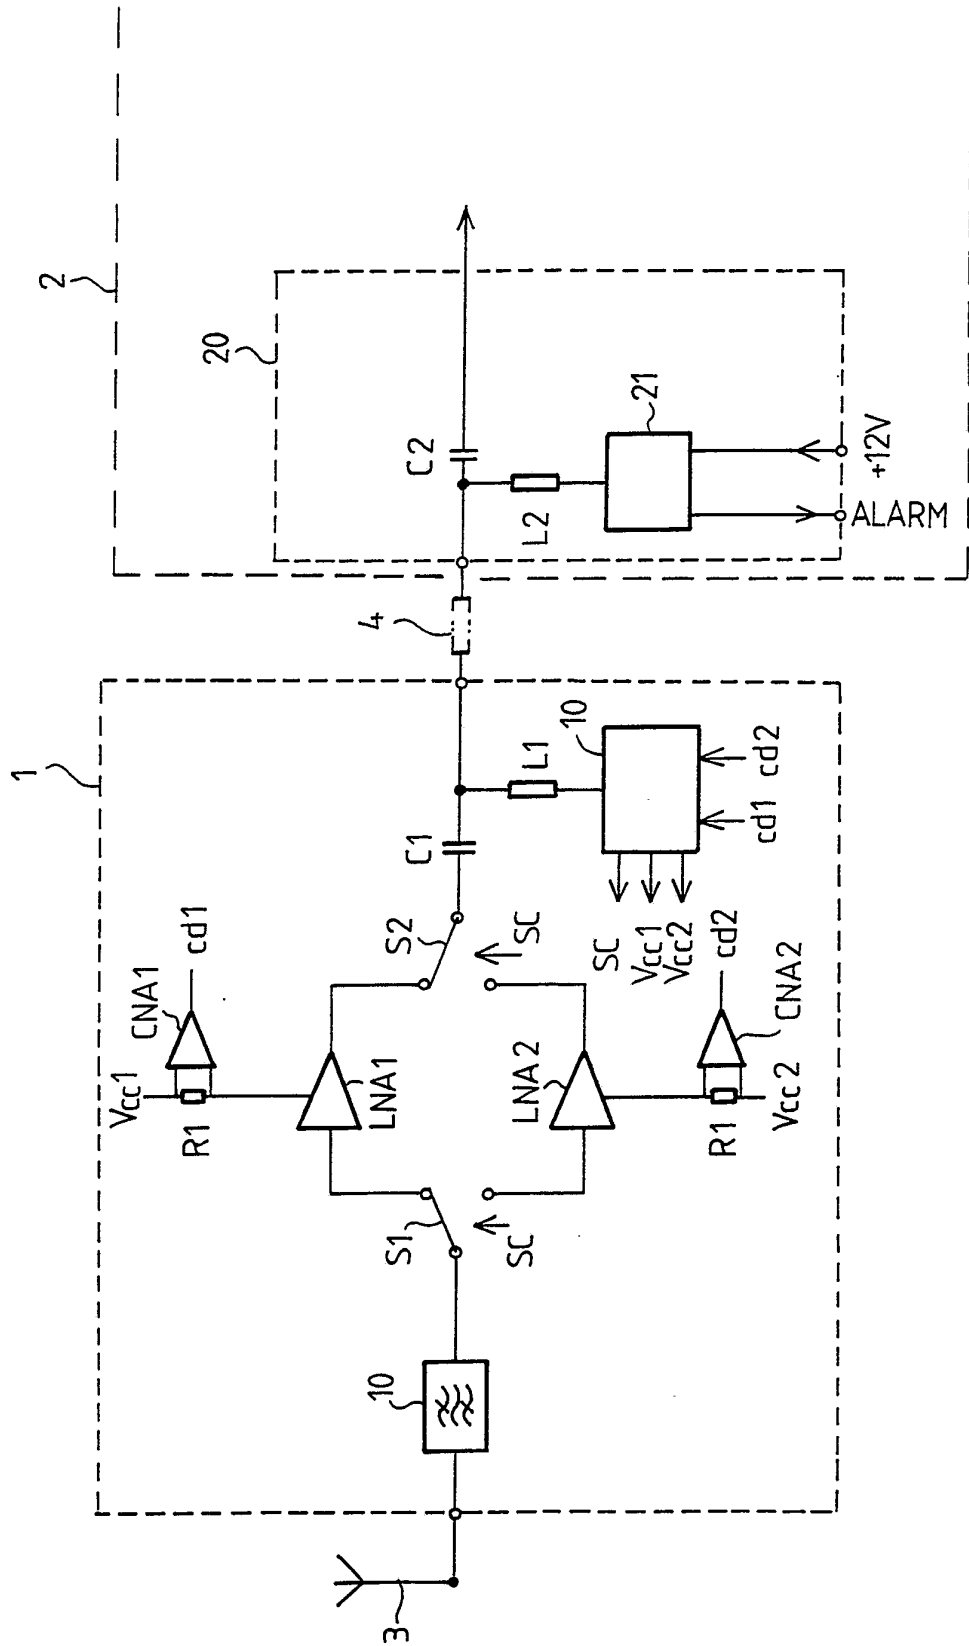 1
2
20
CNA1
cd1
Vcc1
R1
LNA1
S1
SC
S2
SC
C1
4
C2
L1
10
L2
21
3
10
LNA2
R1
Vcc2
CNA2
cd2
SC
Vcc1
Vcc2
cd1
cd2
ALARM
+12V